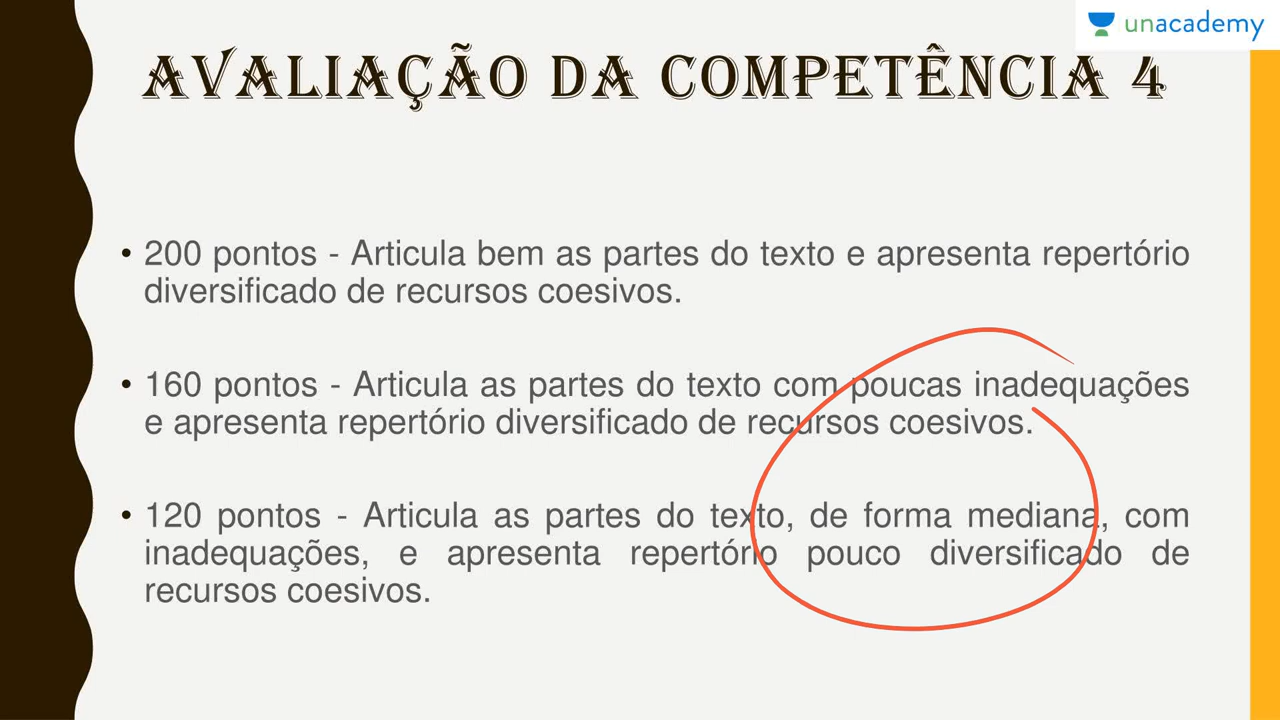 unacademy
AVALIAÇÃO DA COMPETÊNCIA 4
• 200 pontos - Articula bem as partes do texto e apresenta repertório
diversificado de recursos coesivos.
• 160 pontos - Articula as partes do texto com poucas inadequações
e apresenta repertório diversificado de recursos coesivos.
• 120 pontos - Articula as partes do texto, de forma mediana, com
inadequações, e apresenta repertório pouco diversificado de
recursos coesivos.